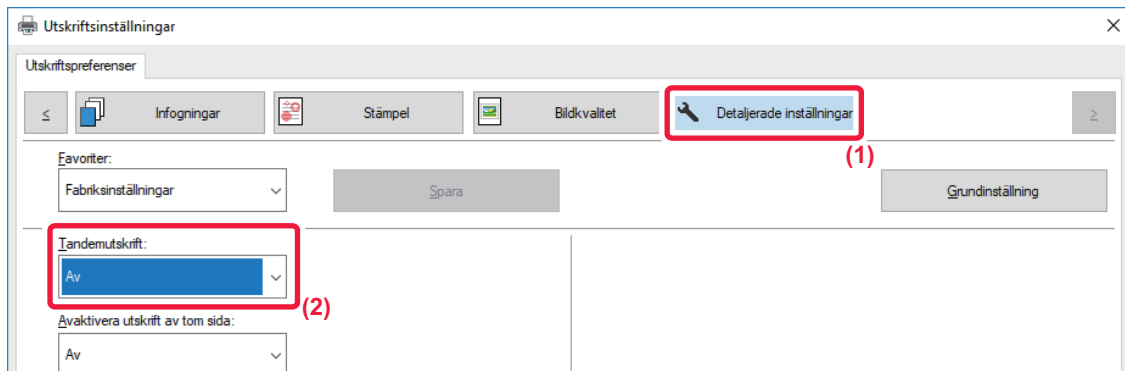 Utskriftsinställningar
Utskriftspreferenser
< Infogningar Stämpel Bildkvalitet Detaljerade inställningar >
(1)
Favoriter:
Fabriksinställningar Spara Grundinställning
Tandemutskrift:
Av
(2)
Avaktivera utskrift av tom sida:
Av